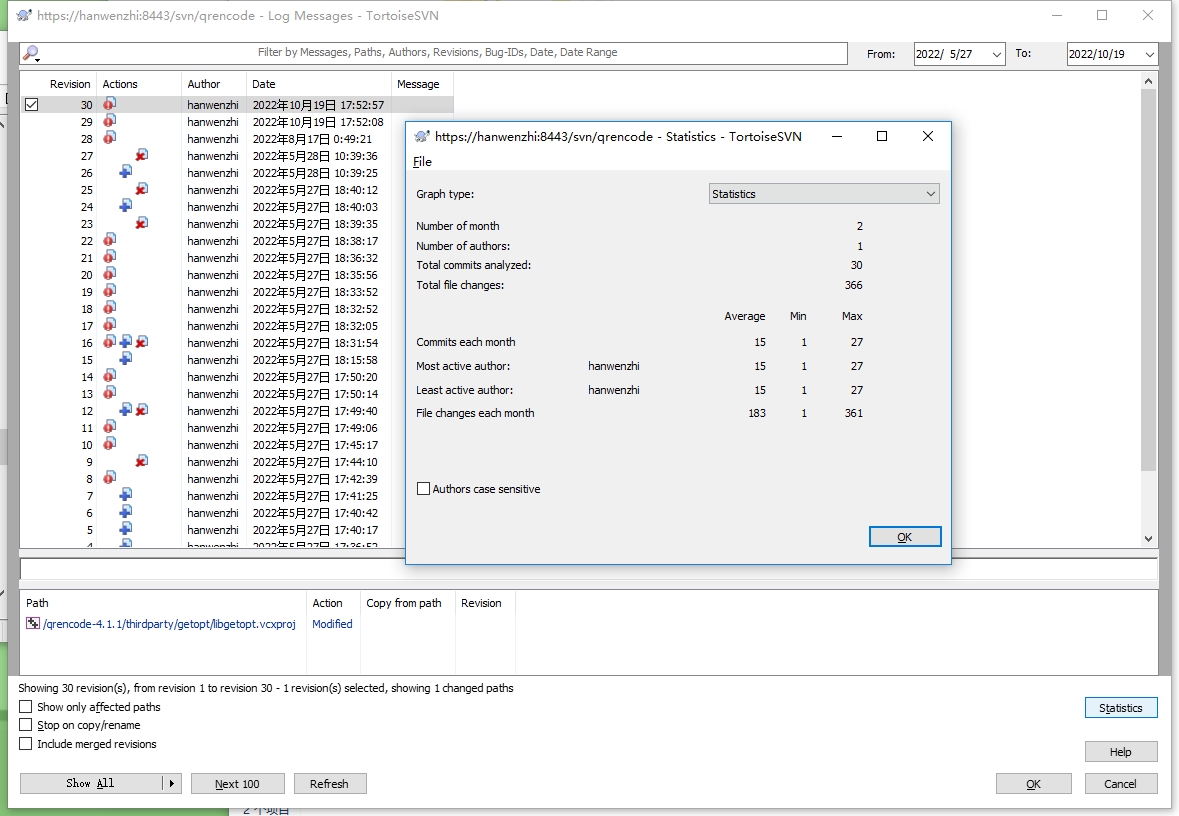 https://hanwenzhi:8443/svn/qrencode - Log Messages - TortoiseSVN
Filter by Messages, Paths, Authors, Revisions, Bug-IDs, Date, Date Range
From: 2022/ 5/27 To: 2022/10/19
Revision Actions Author Date Message
30 hanwenzhi 2022年10月19日 17:52:57
29 hanwenzhi 2022年10月19日 17:52:08
28 hanwenzhi 2022年8月17日 0:49:21
27 hanwenzhi 2022年5月28日 10:39:36
26 hanwenzhi 2022年5月28日 10:39:25
25 hanwenzhi 2022年5月27日 18:40:12
24 hanwenzhi 2022年5月27日 18:40:03
23 hanwenzhi 2022年5月27日 18:39:35
22 hanwenzhi 2022年5月27日 18:38:17
21 hanwenzhi 2022年5月27日 18:36:32
20 hanwenzhi 2022年5月27日 18:35:56
19 hanwenzhi 2022年5月27日 18:33:52
18 hanwenzhi 2022年5月27日 18:32:52
17 hanwenzhi 2022年5月27日 18:32:05
16 hanwenzhi 2022年5月27日 18:31:54
15 hanwenzhi 2022年5月27日 18:15:58
14 hanwenzhi 2022年5月27日 17:50:20
13 hanwenzhi 2022年5月27日 17:50:14
12 hanwenzhi 2022年5月27日 17:49:40
11 hanwenzhi 2022年5月27日 17:49:06
10 hanwenzhi 2022年5月27日 17:45:17
9 hanwenzhi 2022年5月27日 17:44:10
8 hanwenzhi 2022年5月27日 17:42:39
7 hanwenzhi 2022年5月27日 17:41:25
6 hanwenzhi 2022年5月27日 17:40:42
5 hanwenzhi 2022年5月27日 17:40:17
4 hanwenzhi 2022年5月27日 17:36:52
https://hanwenzhi:8443/svn/qrencode - Statistics - TortoiseSVN
File
Graph type: Statistics
Number of month 2
Number of authors: 1
Total commits analyzed: 30
Total file changes: 366
Average Min Max
Commits each month 15 1 27
Most active author: hanwenzhi 15 1 27
Least active author: hanwenzhi 15 1 27
File changes each month 183 1 361
Authors case sensitive
OK
Path Action Copy from path Revision
/qrencode-4.1.1/thirdparty/getopt/libgetopt.vcxproj Modified
Showing 30 revision(s), from revision 1 to revision 30 - 1 revision(s) selected, showing 1 changed paths
Show only affected paths
Statistics
Stop on copy/rename
Include merged revisions
Help
Show All Next 100 Refresh OK Cancel
2 个项目